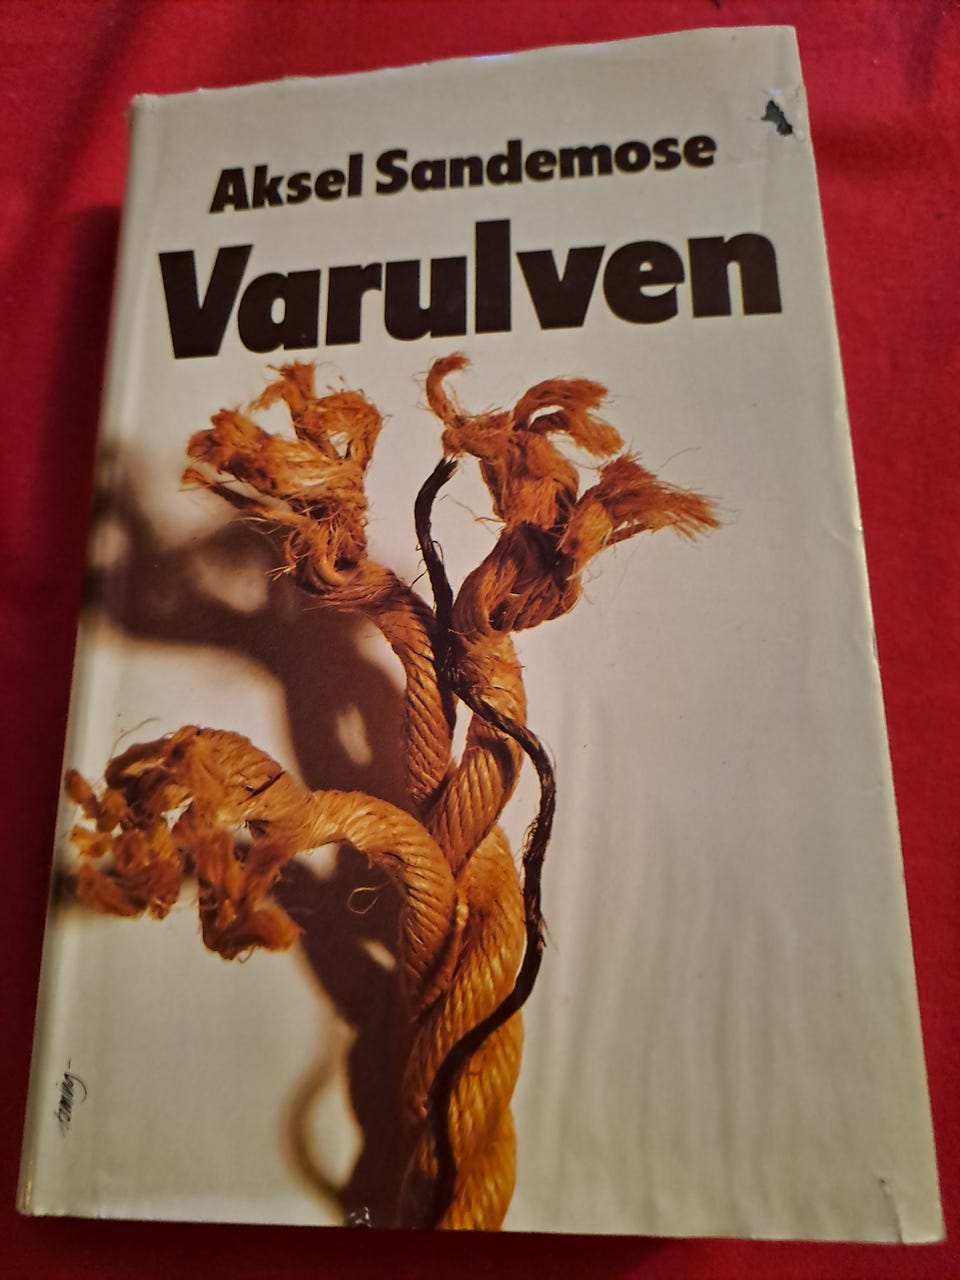 Aksel Sandemose
Varulven